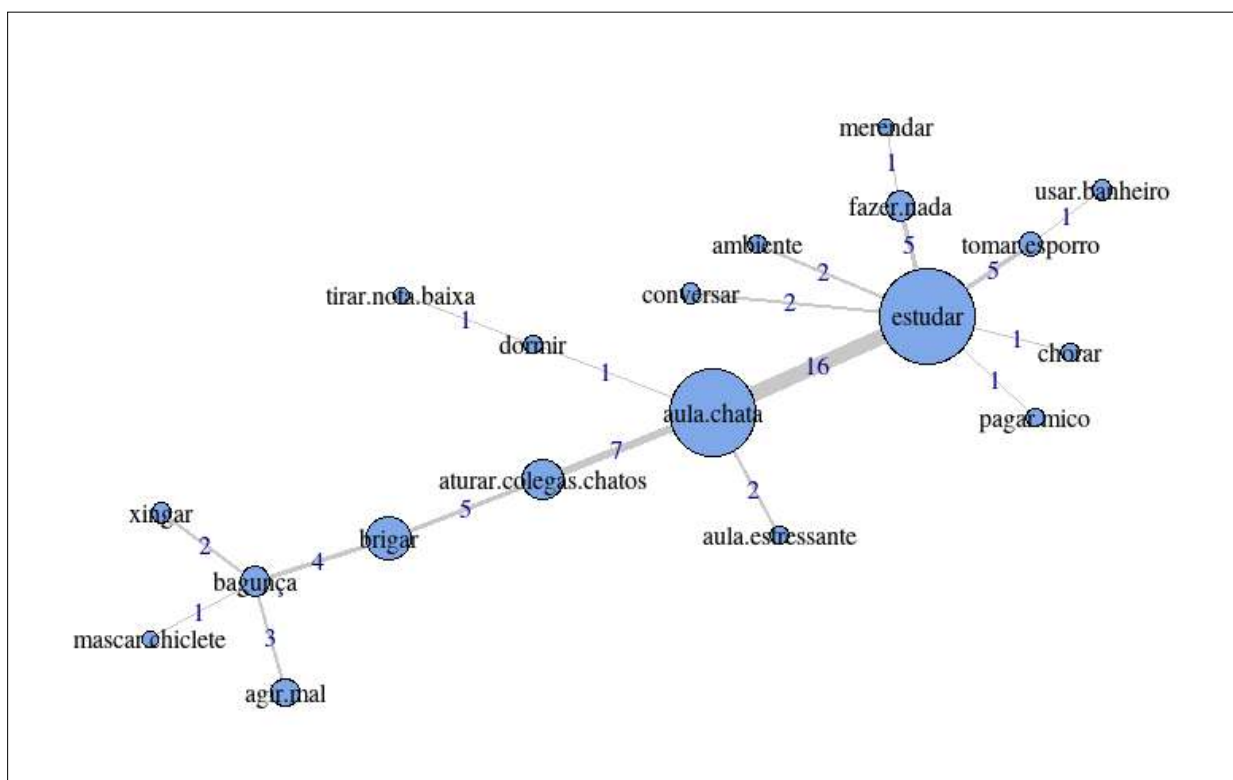 merendar
1
usar.banheiro
fazer.nada
1
ambiente
5
tomar.esporro
2
5
tirar.nota.baixa
conversar
2
estudar
1
dormir
1
chorar
1
16
1
pagar.mico
aula.chata
7
aturar.colegas.chatos
2
xingar
5
aula.estressante
2
brigar
4
bagunça
1
mascar.chiclete
3
agir.mal